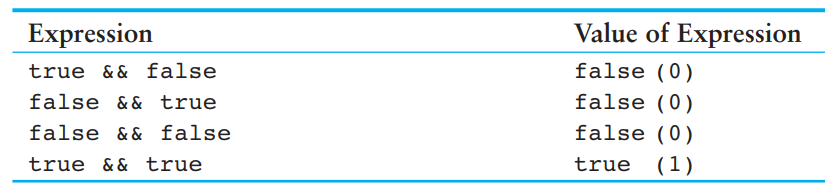 Expression Value of Expression
true && false false (0)
false && true false (0)
false && false false (0)
true && true true (1)